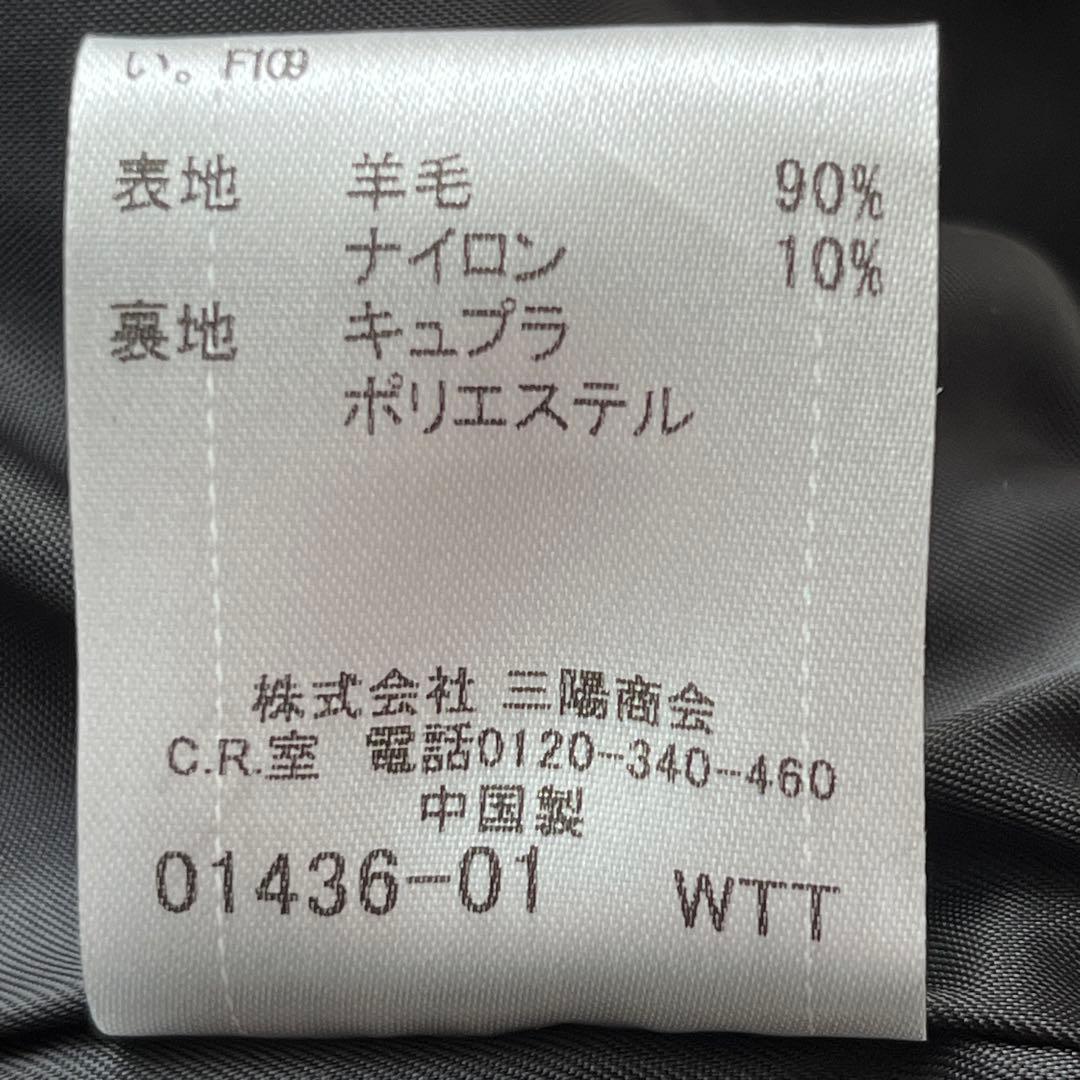 い。F109
表地 羊毛 90%
ナイロン 10%
裏地 キュプラ
ポリエステル
株式会社 三陽商会
C.R.室 電話0120-340-460
中国製
01436-01 WTT